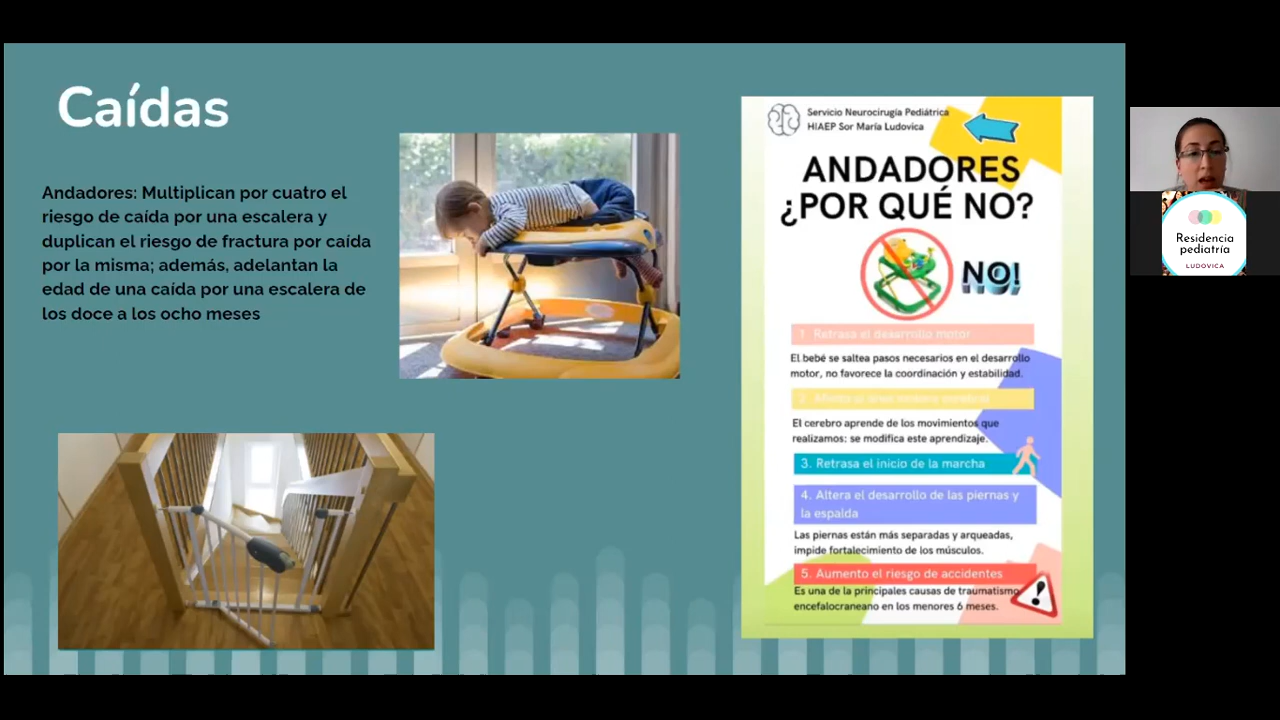 Caídas
Andadores: Multiplican por cuatro el
riesgo de caída por una escalera y
duplican el riesgo de fractura por caída
por la misma; además, adelantan la
edad de una caída por una escalera de
los doce a los ocho meses
Servicio Neurocirugía Pediátrica
HIAEP Sor María Ludovica
ANDADORES
¿POR QUÉ NO?
NO!
1. Retrasa el desarrollo motor
El bebé se saltea pasos necesarios en el desarrollo
motor, no favorece la coordinación y estabilidad.
2.
El cerebro aprende de los movimientos que
realizamos: se modifica este aprendizaje.
3. Retrasa el inicio de la marcha
4. Altera el desarrollo de las piernas y
la espalda
Las piernas están más separadas y arqueadas,
impide fortalecimiento de los músculos.
5. Aumento el riesgo de accidentes
Es una de la principales causas de traumatismo
encefalocraneano en los menores 6 meses.
Residencia
pediatría
LUDOVICA